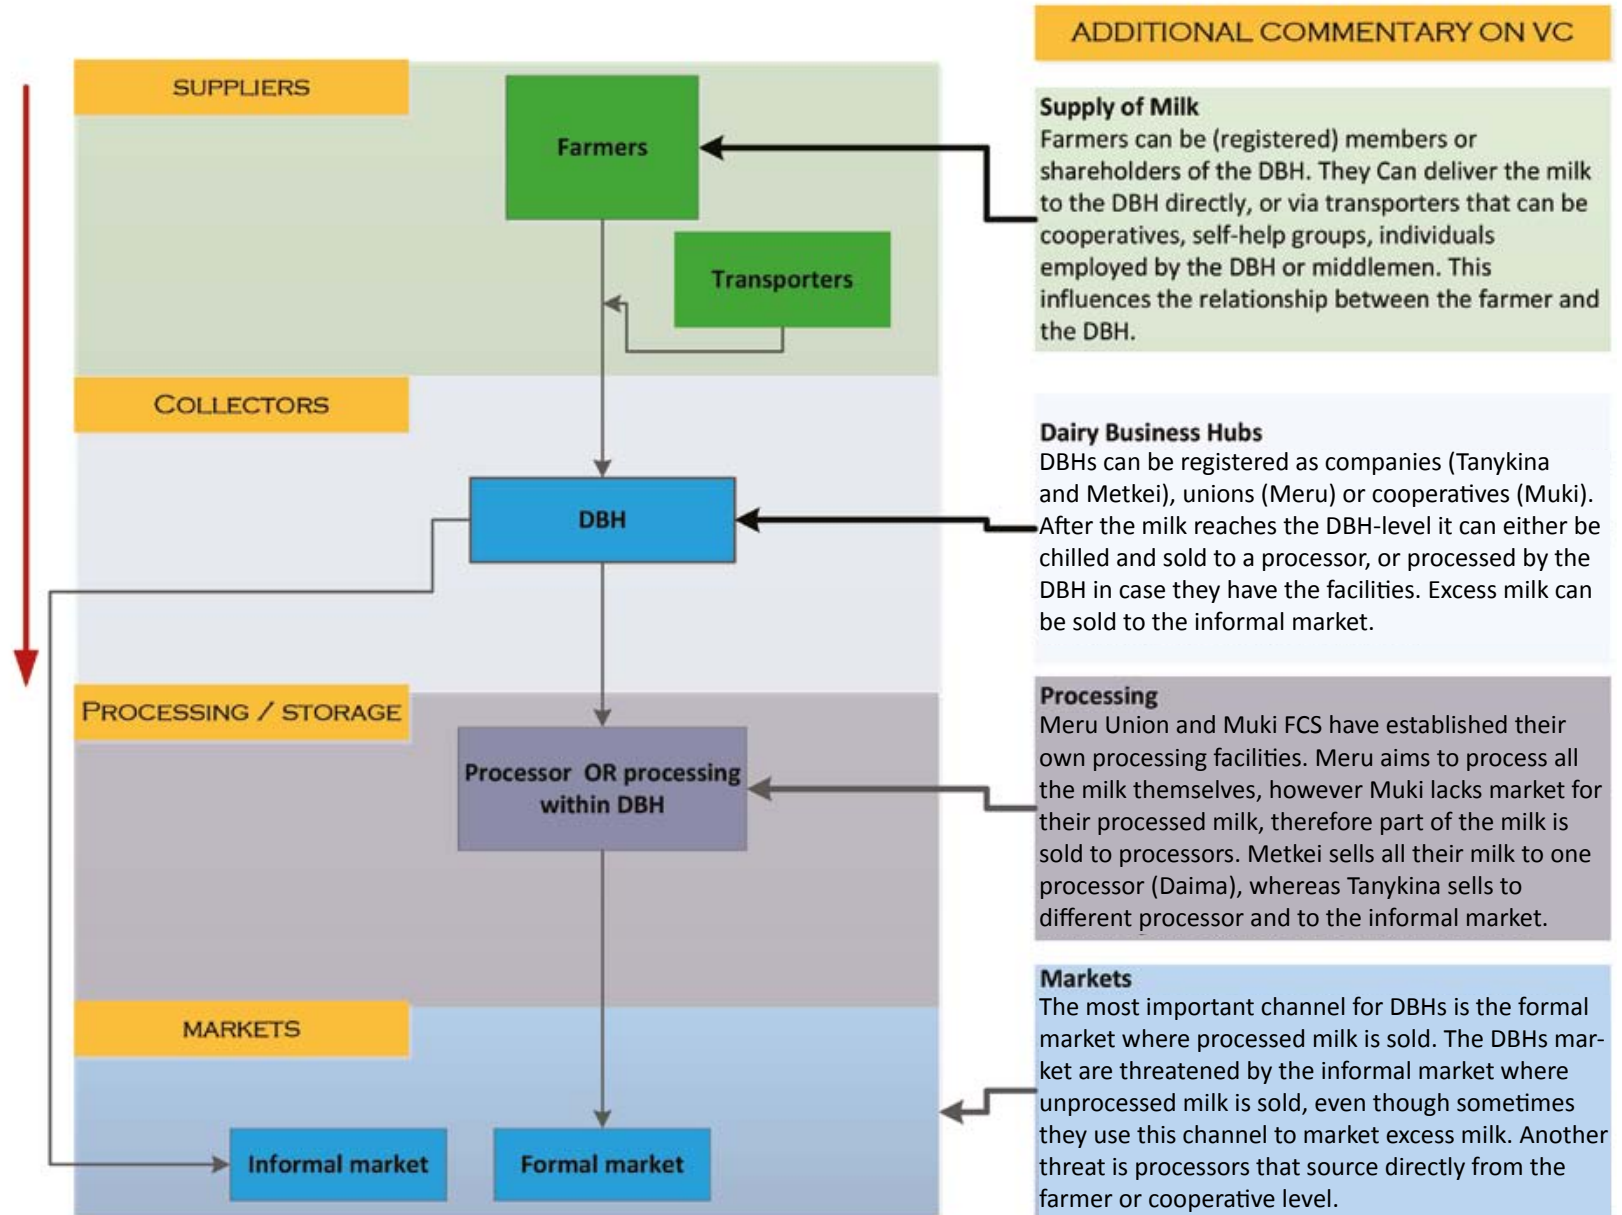 SUPPLIERS
Farmers
Transporters
COLLECTORS
DBH
PROCESSING / STORAGE
Processor OR processing
within DBH
MARKETS
Informal market
Formal market
ADDITIONAL COMMENTARY ON VC
Supply of Milk
Farmers can be (registered) members or
shareholders of the DBH. They Can deliver the milk
to the DBH directly, or via transporters that can be
cooperatives, self-help groups, individuals
employed by the DBH or middlemen. This
influences the relationship between the farmer and
the DBH.
Dairy Business Hubs
DBHs can be registered as companies (Tanykina
and Metkei), unions (Meru) or cooperatives (Muki).
After the milk reaches the DBH-level it can either be
chilled and sold to a processor, or processed by the
DBH in case they have the facilities. Excess milk can
be sold to the informal market.
Processing
Meru Union and Muki FCS have established their
own processing facilities. Meru aims to process all
the milk themselves, however Muki lacks market for
their processed milk, therefore part of the milk is
sold to processors. Metkei sells all their milk to one
processor (Daima), whereas Tanykina sells to
different processor and to the informal market.
Markets
The most important channel for DBHs is the formal
market where processed milk is sold. The DBHs mar-
ket are threatened by the informal market where
unprocessed milk is sold, even though sometimes
they use this channel to market excess milk. Another
threat is processors that source directly from the
farmer or cooperative level.